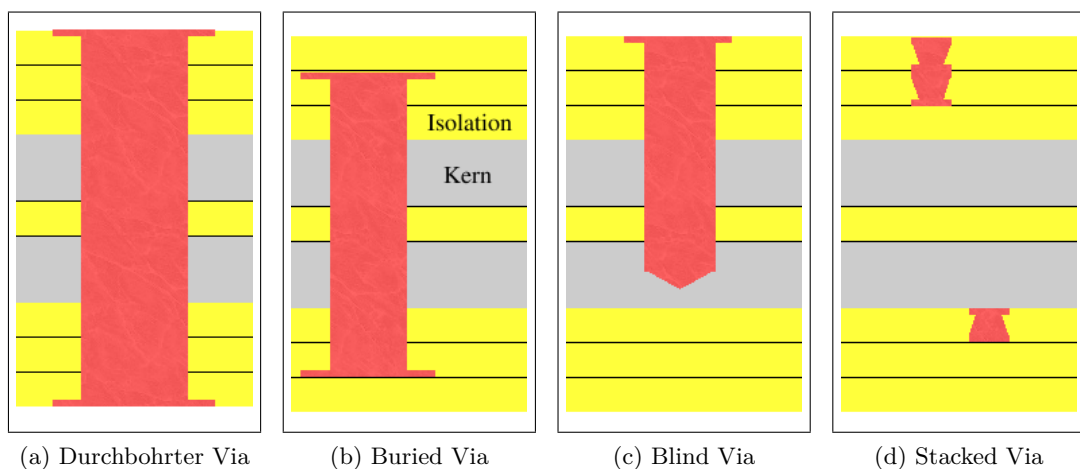 Isolation
Kern
(a) Durchbohrter Via
(b) Buried Via
(c) Blind Via
(d) Stacked Via